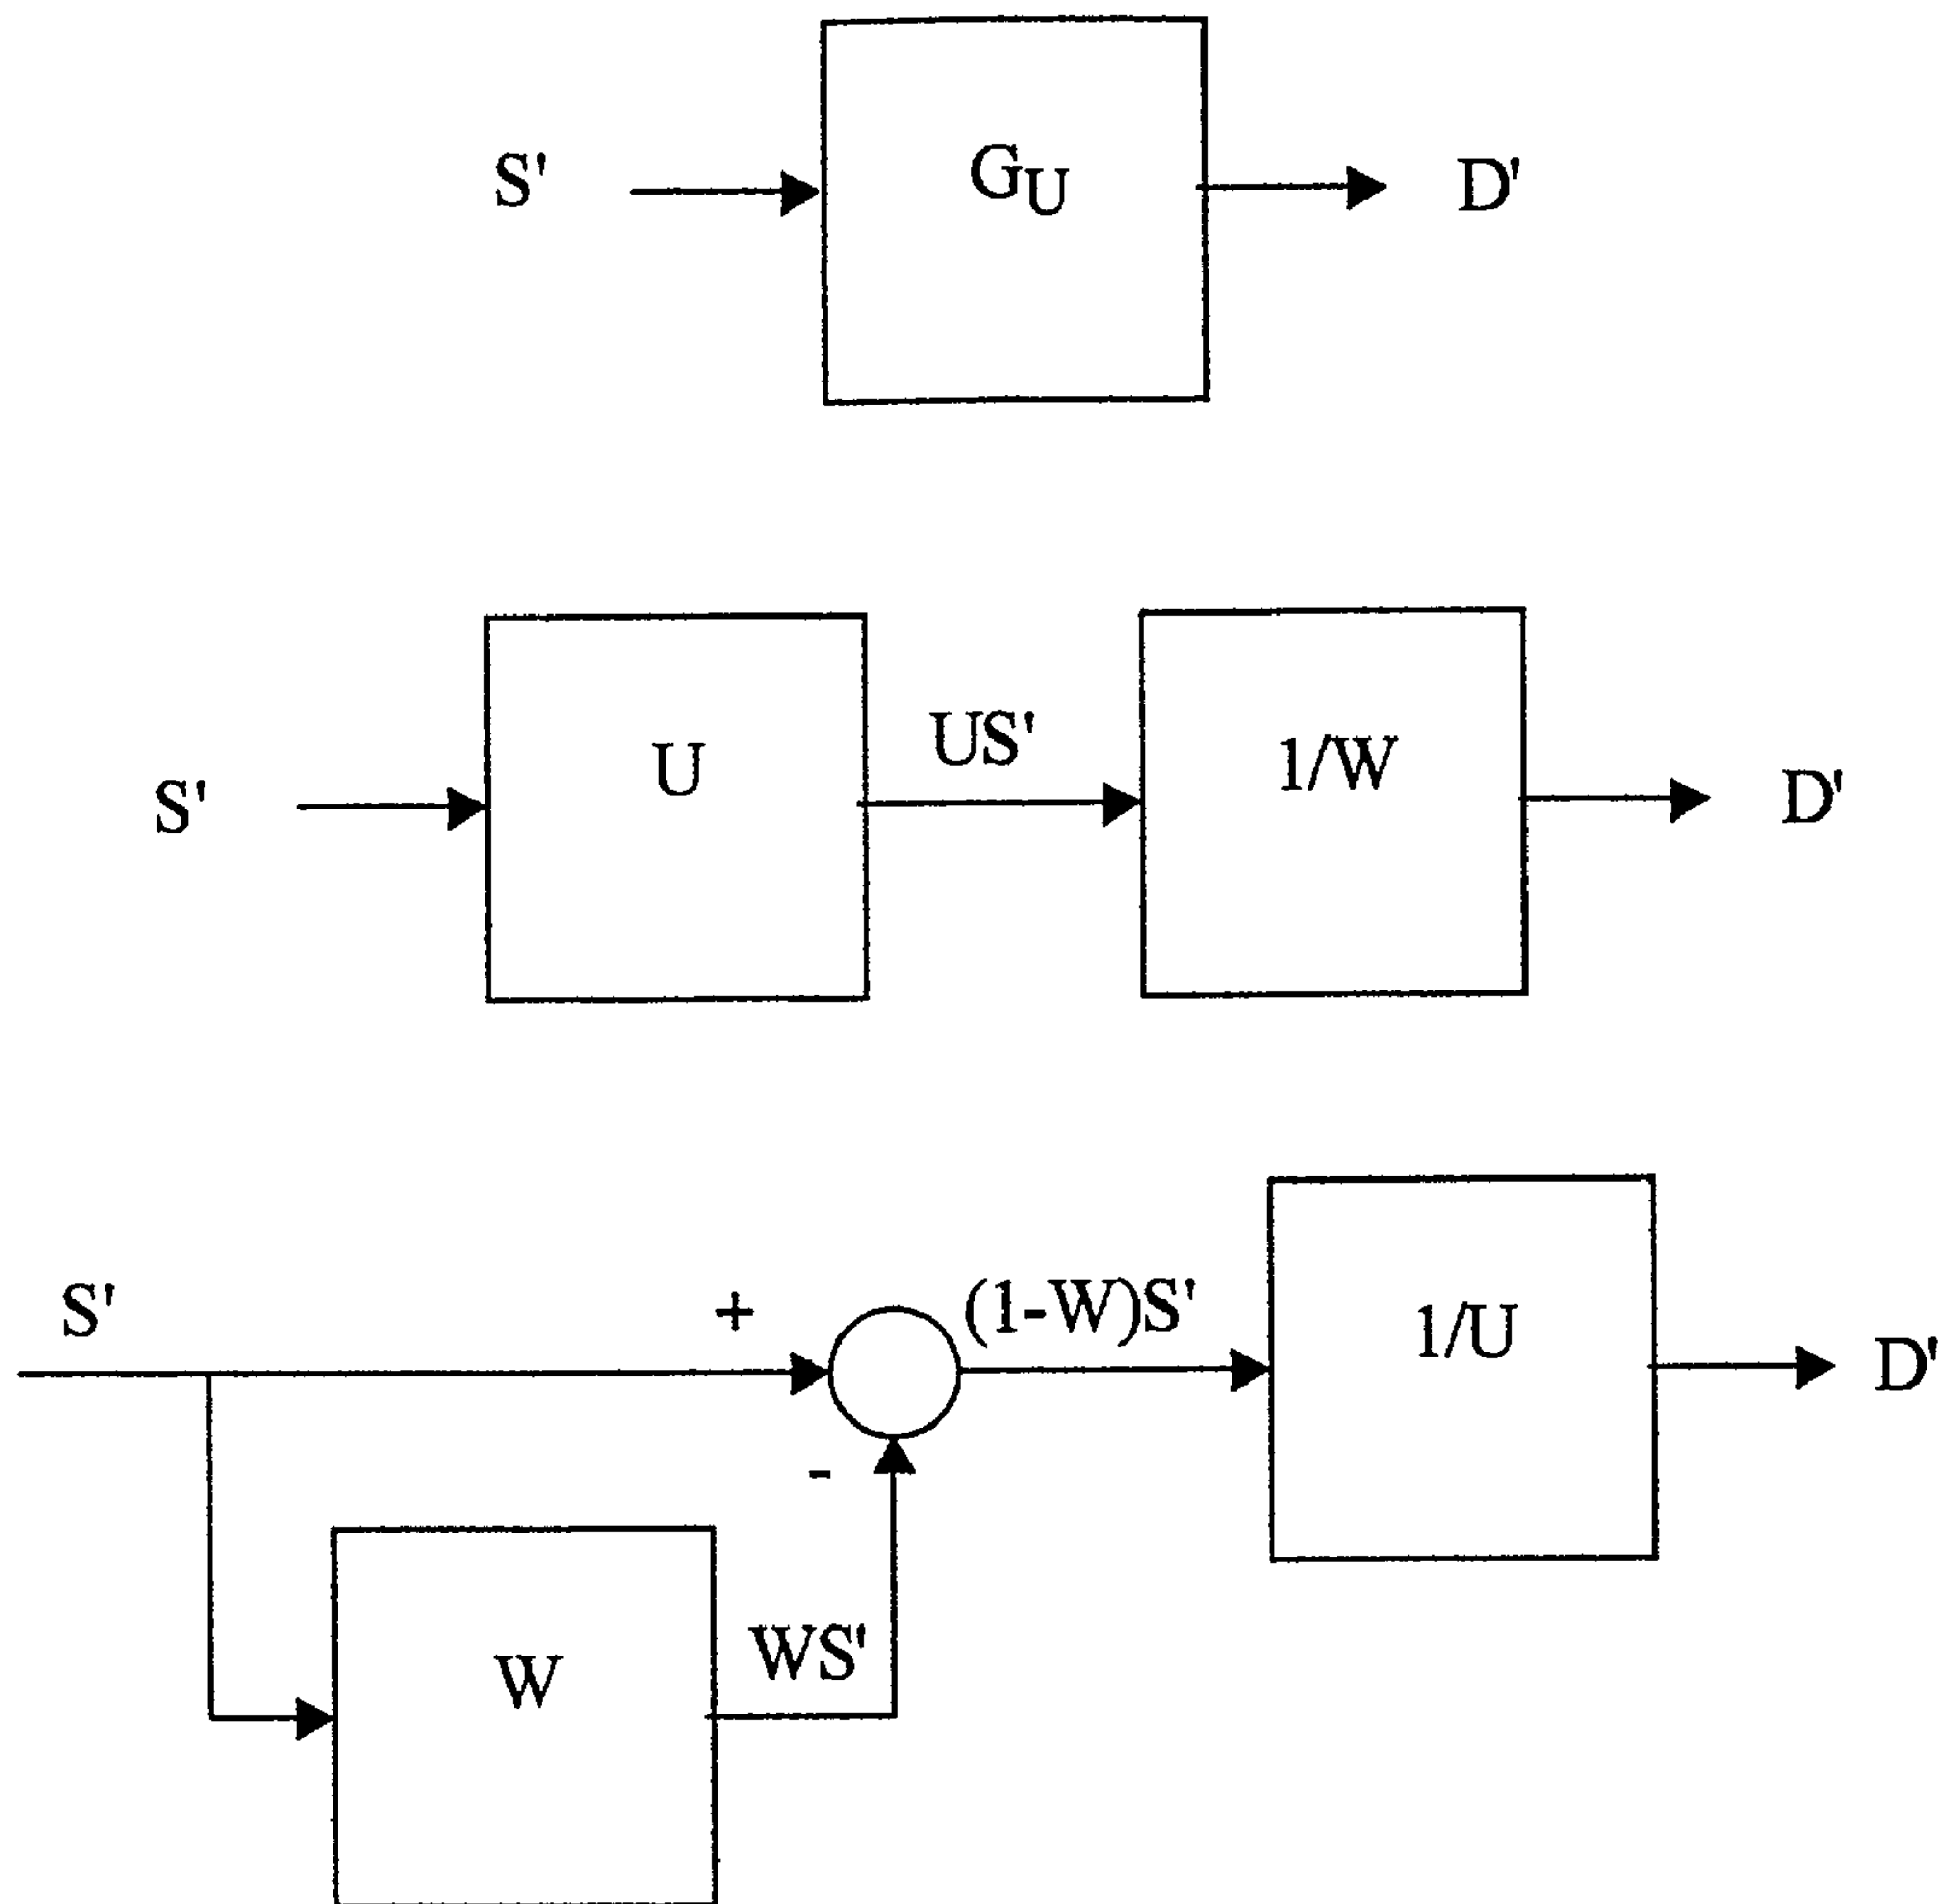 S'
G_U
D'
S'
U
US'
1/W
D'
S'
+
(1-W)S'
1/U
D'
-
W
WS'